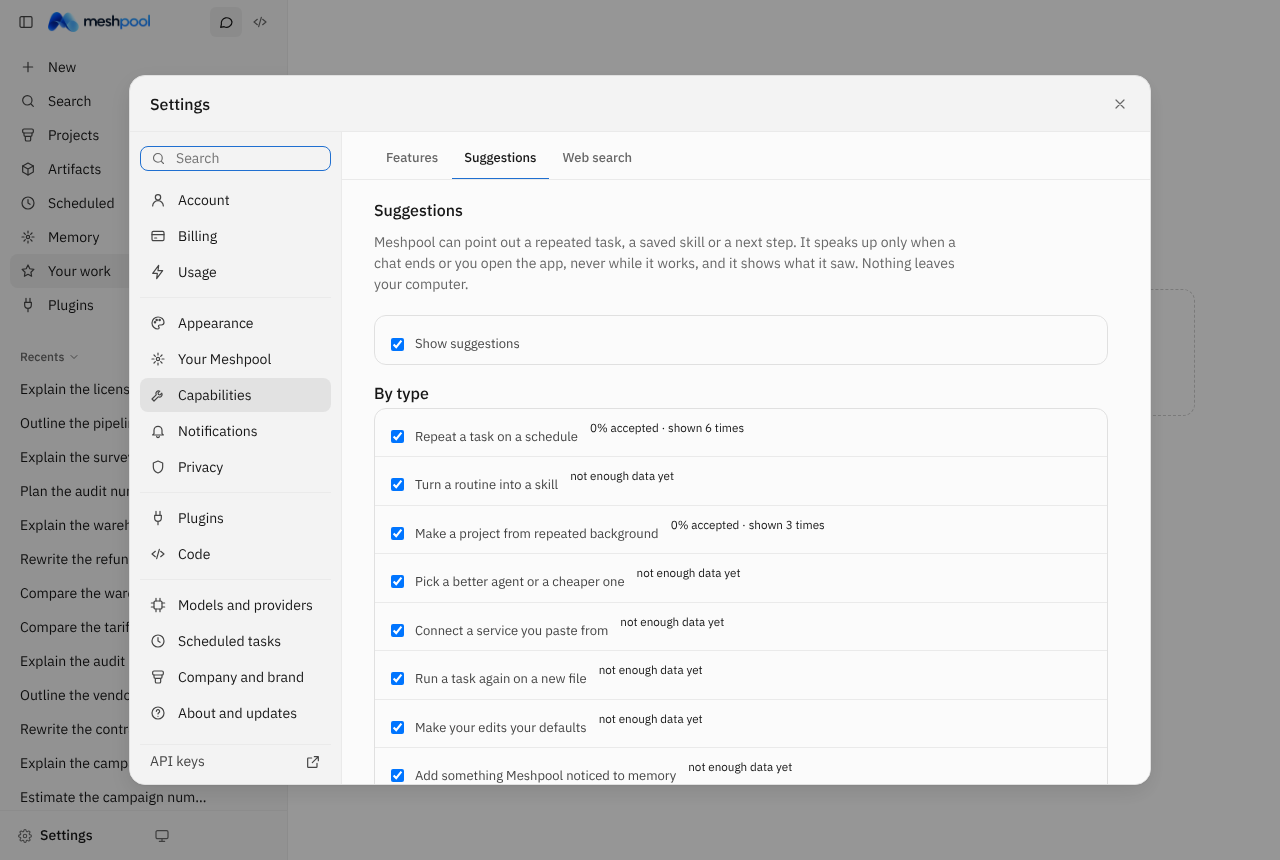 meshpool
New
Search
Projects
Artifacts
Scheduled
Memory
Your work
Plugins
Recents
Explain the licens
Outline the pipeli
Explain the surve
Plan the audit nu
Explain the wareh
Rewrite the refun
Compare the ware
Compare the tarif
Explain the audit
Outline the vendo
Rewrite the contr
Explain the camp
Estimate the campaign num...
Settings
Settings
Search
Account
Billing
Usage
Appearance
Your Meshpool
Capabilities
Notifications
Privacy
Plugins
Code
Models and providers
Scheduled tasks
Company and brand
About and updates
API keys
Features Suggestions Web search
Suggestions
Meshpool can point out a repeated task, a saved skill or a next step. It speaks up only when a
chat ends or you open the app, never while it works, and it shows what it saw. Nothing leaves
your computer.
Show suggestions
By type
Repeat a task on a schedule 0% accepted · shown 6 times
Turn a routine into a skill not enough data yet
Make a project from repeated background 0% accepted · shown 3 times
Pick a better agent or a cheaper one not enough data yet
Connect a service you paste from not enough data yet
Run a task again on a new file not enough data yet
Make your edits your defaults not enough data yet
Add something Meshpool noticed to memory not enough data yet